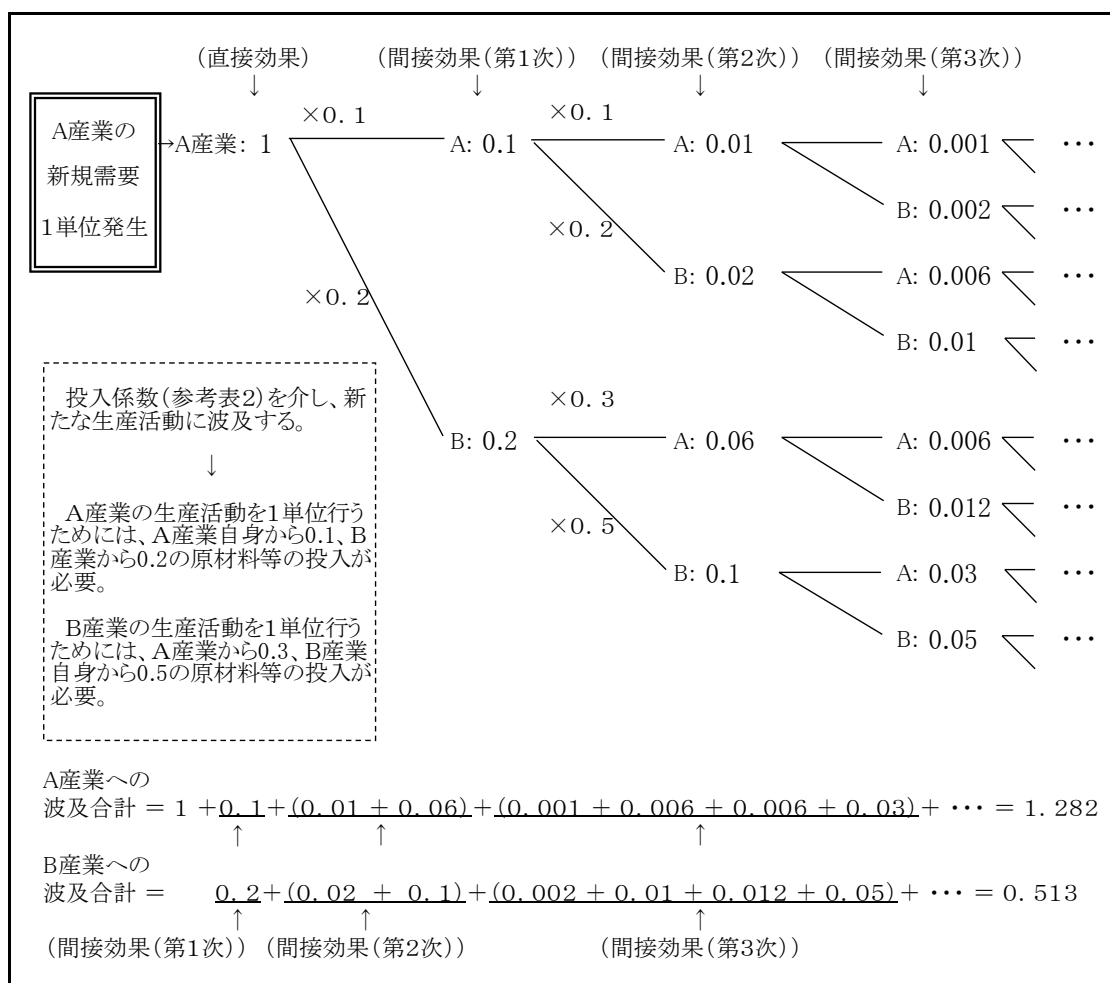 (直接効果) (間接効果(第1次)) (間接効果(第2次)) (間接効果(第3次))
↓ ↓ ↓ ↓
A産業の
新規需要
1単位発生
→A産業: 1
×0.1
×0.2
A: 0.1
B: 0.2
×0.1
×0.2
×0.3
×0.5
A: 0.01
B: 0.02
A: 0.06
B: 0.1
A: 0.001 ・・・
B: 0.002 ・・・
A: 0.006 ・・・
B: 0.01 ・・・
A: 0.006 ・・・
B: 0.012 ・・・
A: 0.03 ・・・
B: 0.05 ・・・
投入係数(参考表2)を介し、新
たな生産活動に波及する。
↓
A産業の生産活動を1単位行う
ためには、A産業自身から0.1、B
産業から0.2の原材料等の投入が
必要。
B産業の生産活動を1単位行う
ためには、A産業から0.3、B産業
自身から0.5の原材料等の投入が
必要。
A産業への
波及合計 = 1 +0.1+(0.01 + 0.06)+(0.001 + 0.006 + 0.006 + 0.03)+ ・・・ = 1.282
↑ ↑ ↑
B産業への
波及合計 = 0.2+(0.02 + 0.1)+(0.002 + 0.01 + 0.012 + 0.05)+ ・・・ = 0.513
↑ ↑ ↑
(間接効果(第1次)) (間接効果(第2次)) (間接効果(第3次))